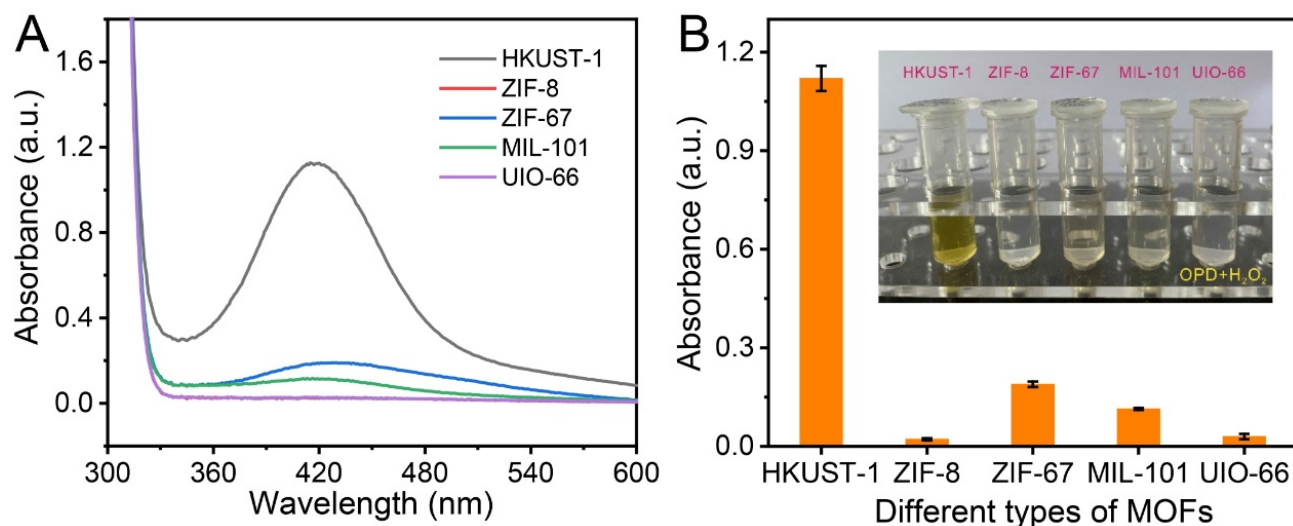 A
Absorbance (a.u.)
1.6
1.2
0.8
0.4
0.0
300
360
420
480
540
600
Wavelength (nm)
HKUST-1
ZIF-8
ZIF-67
MIL-101
UIO-66
B
Absorbance (a.u.)
1.2
0.9
0.6
0.3
0.0
HKUST-1 ZIF-8 ZIF-67 MIL-101 UIO-66
OPD+H₂O₂
HKUST-1 ZIF-8 ZIF-67 MIL-101 UIO-66
Different types of MOFs